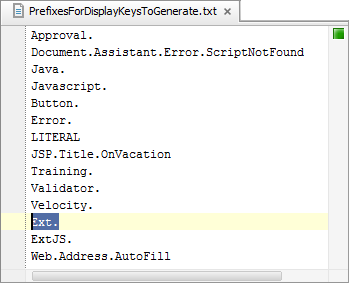 PrefixesForDisplayKeysToGenerate.txt
Approval.
Document.Assistant.Error.ScriptNotFound
Java.
Javascript.
Button.
Error.
LITERAL
JSP.Title.OnVacation
Training.
Validator.
Velocity.
Ext.
ExtJS.
Web.Address.AutoFill